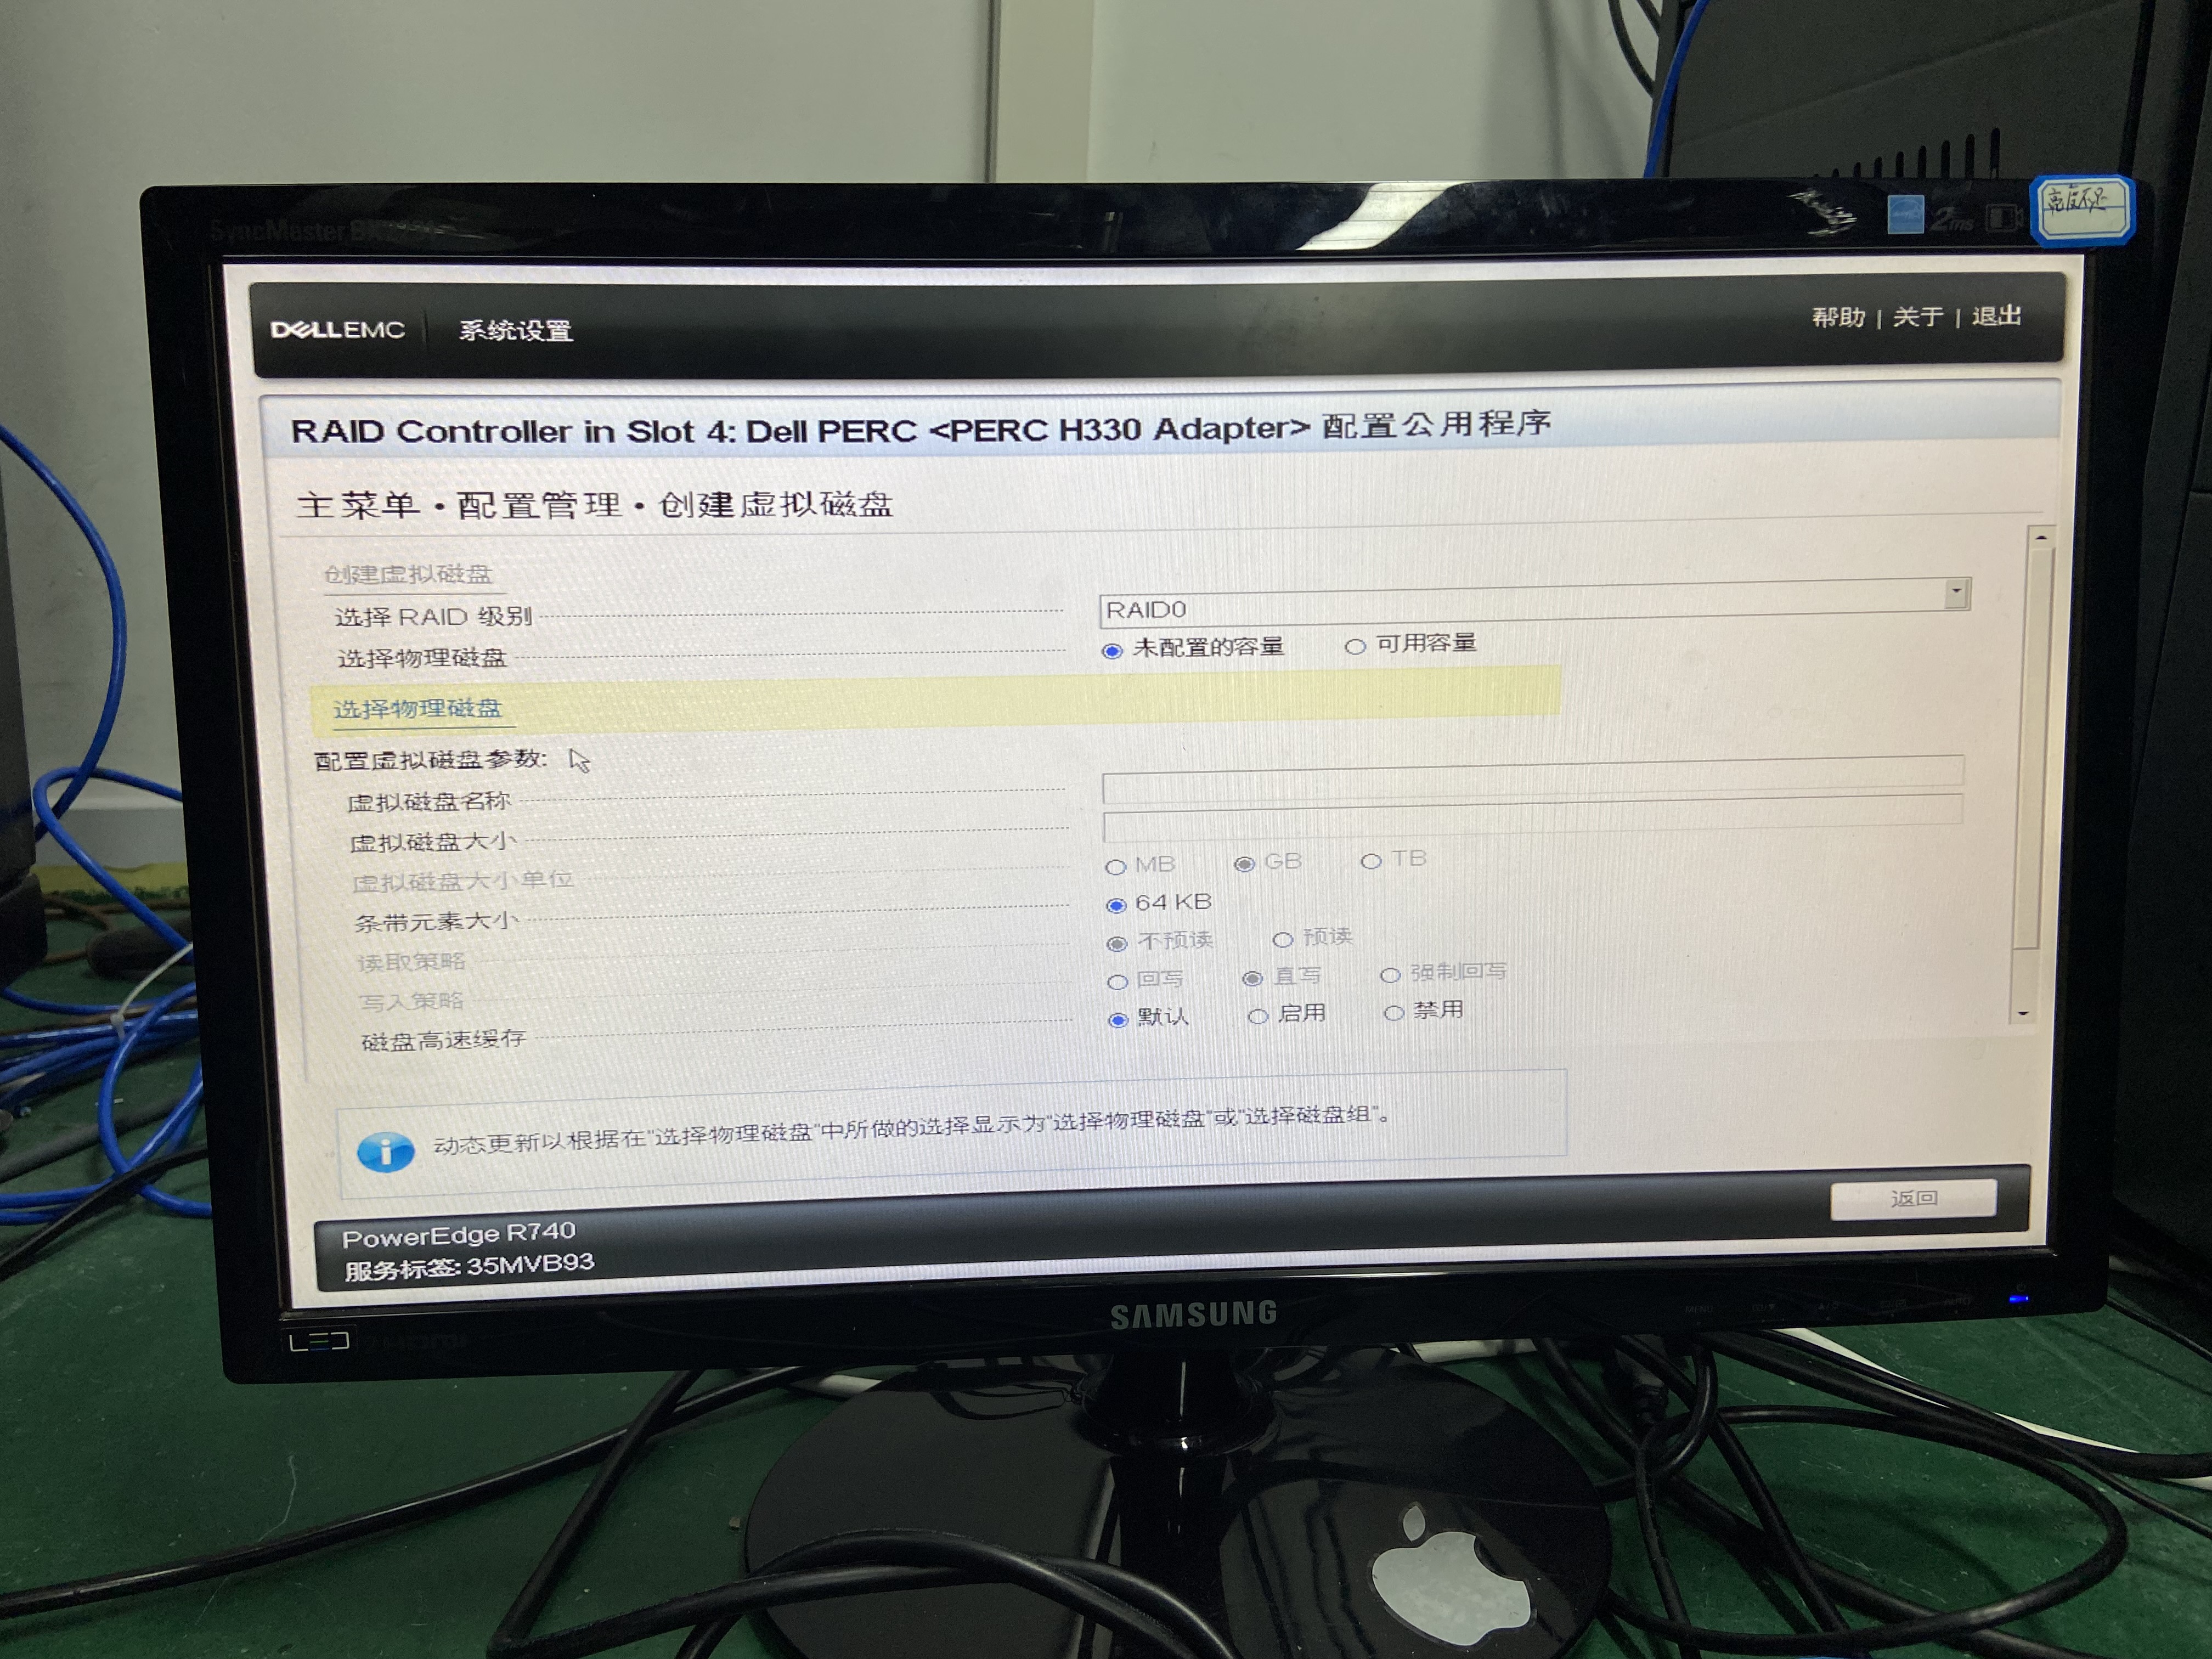 SyncMaster
2ms
亮度不足
DELLEMC 系统设置 帮助 | 关于 | 退出
RAID Controller in Slot 4: Dell PERC <PERC H330 Adapter> 配置公用程序
主菜单 • 配置管理 • 创建虚拟磁盘
创建虚拟磁盘
选择 RAID 级别 RAID0
选择物理磁盘 未配置的容量 可用容量
选择物理磁盘
配置虚拟磁盘参数:
虚拟磁盘名称
虚拟磁盘大小
虚拟磁盘大小单位 MB GB TB
条带元素大小 64 KB
读取策略 不预读 预读
写入策略 回写 直写 强制回写
磁盘高速缓存 默认 启用 禁用
i 动态更新以根据在"选择物理磁盘"中所做的选择显示为"选择物理磁盘"或"选择磁盘组"。
返回
PowerEdge R740
服务标签: 35MVB93
SAMSUNG
LED